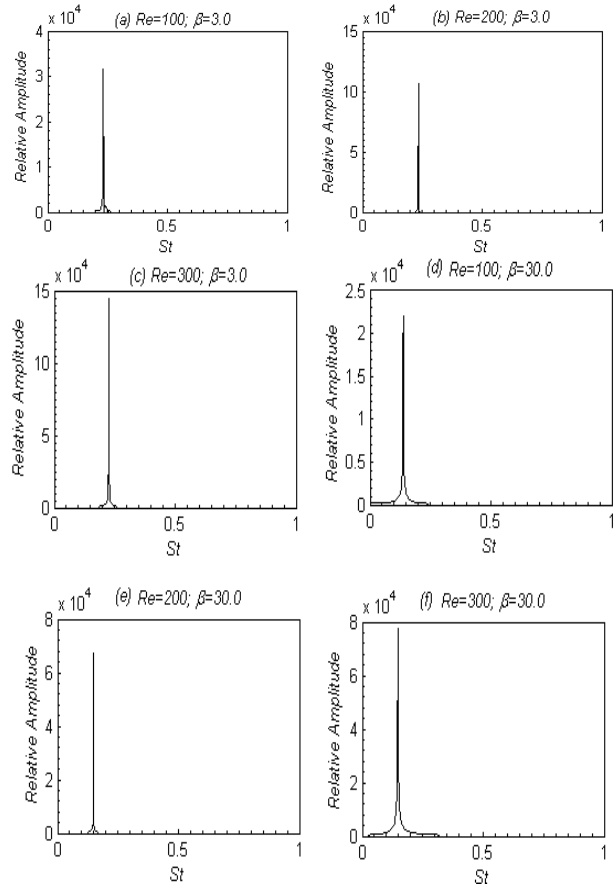 (a) Re=100; β=3.0
x 10^4
4
3
2
1
0
Relative Amplitude
0 0.5 1
St
(b) Re=200; β=3.0
x 10^4
15
10
5
0
Relative Amplitude
0 0.5 1
St
(c) Re=300; β=3.0
x 10^4
15
10
5
0
Relative Amplitude
0 0.5 1
St
(d) Re=100; β=30.0
x 10^4
2.5
2
1.5
1
0.5
0
Relative Amplitude
0 0.5 1
St
(e) Re=200; β=30.0
x 10^4
8
6
4
2
0
Relative Amplitude
0 0.5 1
St
(f) Re=300; β=30.0
x 10^4
8
6
4
2
0
Relative Amplitude
0 0.5 1
St